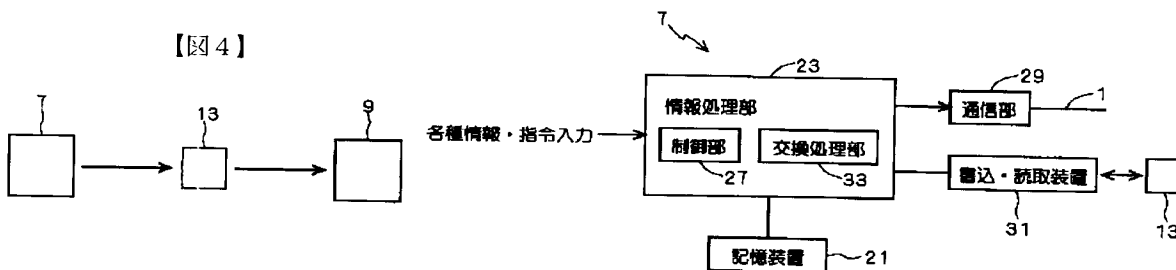 【図4】
7
13
9
7
23
29
情報処理部
通信部
1
各種情報・指令入力
制御部
交換処理部
27
33
書込・読取装置
31
13
記憶装置
21